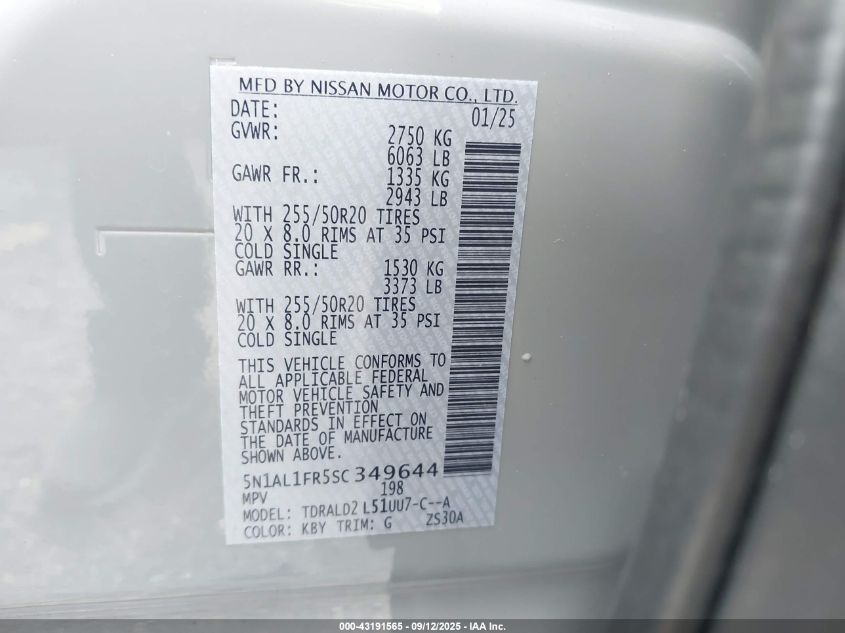 MFD BY NISSAN MOTOR CO., LTD.
DATE: 01/25
GVWR: 2750 KG
6063 LB
GAWR FR.: 1335 KG
2943 LB
WITH 255/50R20 TIRES
20 X 8.0 RIMS AT 35 PSI
COLD SINGLE
GAWR RR.: 1530 KG
3373 LB
WITH 255/50R20 TIRES
20 X 8.0 RIMS AT 35 PSI
COLD SINGLE
THIS VEHICLE CONFORMS TO
ALL APPLICABLE FEDERAL
MOTOR VEHICLE SAFETY AND
THEFT PREVENTION
STANDARDS IN EFFECT ON
THE DATE OF MANUFACTURE
SHOWN ABOVE.
5N1AL1FR5SC349644
MPV 198
MODEL: TDRALD2 L51UU7-C--A
COLOR: KBY TRIM: G ZS30A
000-43191565 - 09/12/2025 - IAA Inc.